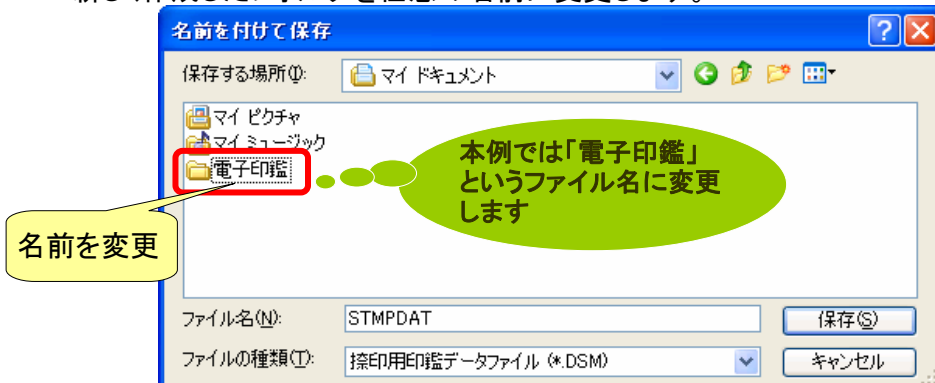 名前を付けて保存
保存する場所(I):
マイ ドキュメント
マイ ピクチャ
マイ ミュージック
電子印鑑
本例では「電子印鑑」
というファイル名に変更
します
名前を変更
ファイル名(N):
STMPDAT
保存(S)
ファイルの種類(T):
捺印用印鑑データファイル (*.DSM)
キャンセル